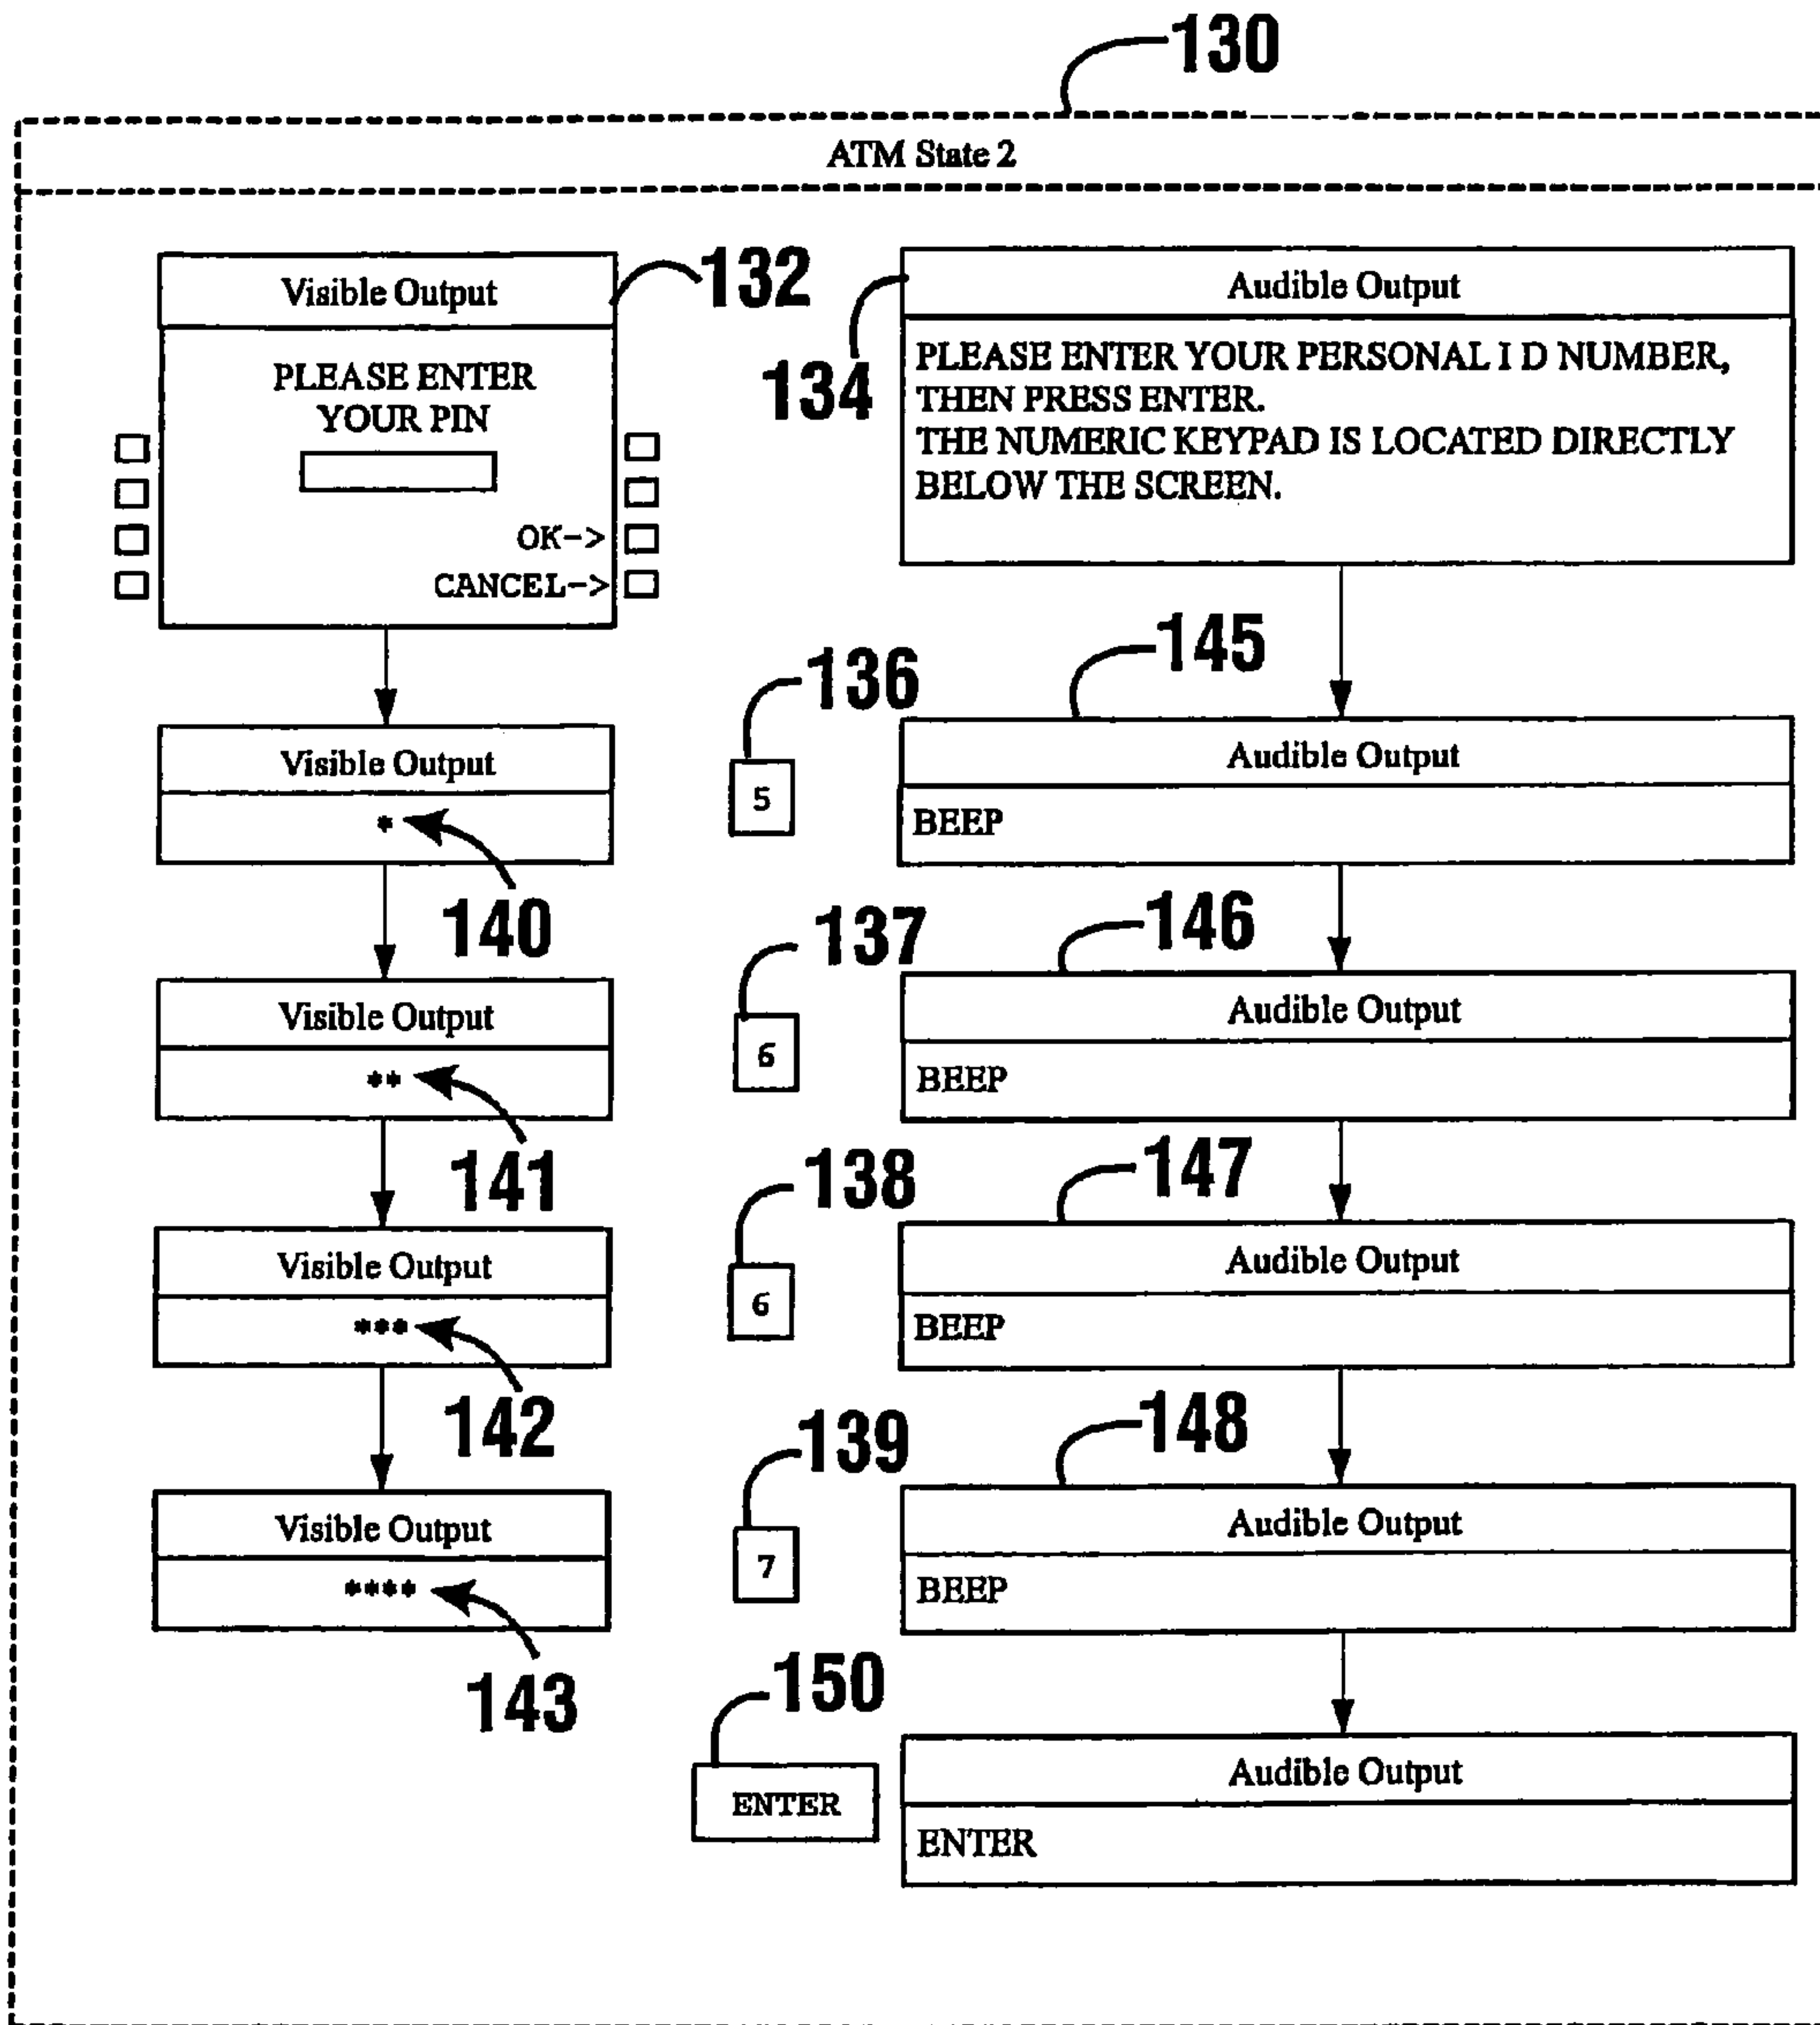 130
ATM State 2
Visible Output
132
PLEASE ENTER
YOUR PIN
OK->
CANCEL->
134
Audible Output
PLEASE ENTER YOUR PERSONAL I D NUMBER,
THEN PRESS ENTER.
THE NUMERIC KEYPAD IS LOCATED DIRECTLY
BELOW THE SCREEN.
Visible Output
*
140
136
5
145
Audible Output
BEEP
Visible Output
**
141
137
6
146
Audible Output
BEEP
Visible Output
***
142
138
6
147
Audible Output
BEEP
Visible Output
****
143
139
7
148
Audible Output
BEEP
150
ENTER
Audible Output
ENTER